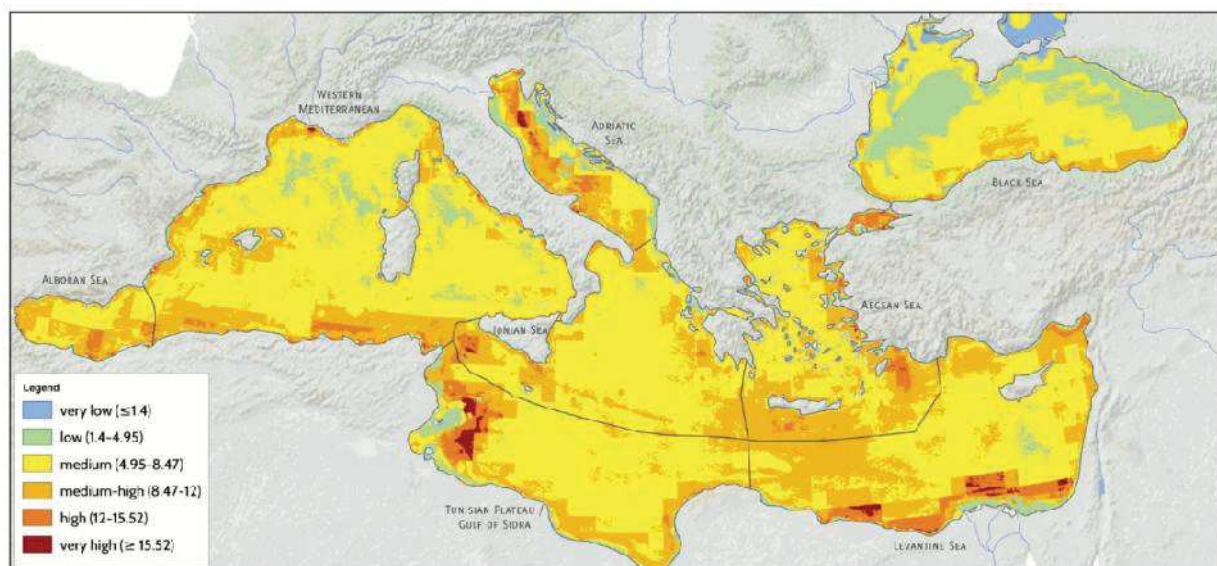 WESTERN
MEDITERRANEAN
ADRIATIC
SEA
BLACK SEA
ALBORAN SEA
IONIAN SEA
AEGEAN SEA
Legend
very low (≤1.4)
low (1.4-4.95)
medium (4.95-8.47)
medium-high (8.47-12)
high (12-15.52)
very high (≥ 15.52)
TUNISIAN PLATEAU /
GULF OF SIDRA
LEVANTINE SEA